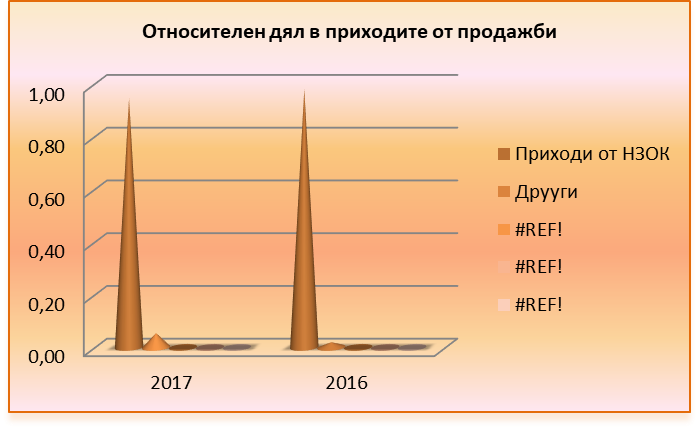 Относителен дял в приходите от продажби
1,00
0,80
0,60
0,40
0,20
0,00
2017
2016
Приходи от НЗОК
Друуги
#REF!
#REF!
#REF!